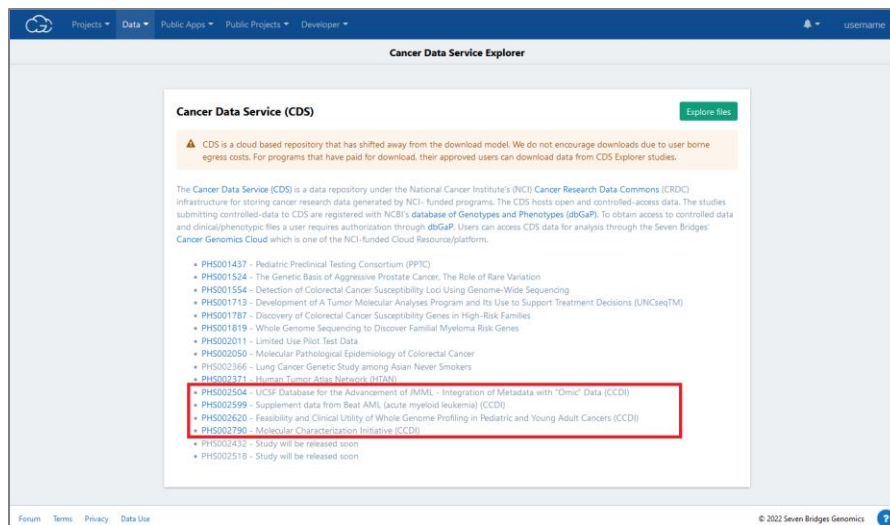 Projects Data Public Apps Public Projects Developer username
Cancer Data Service Explorer
Cancer Data Service (CDS) Explore files
CDS is a cloud based repository that has shifted away from the download model. We do not encourage downloads due to user borne
egress costs. For programs that have paid for download, their approved users can download data from CDS Explorer studies.
The Cancer Data Service (CDS) is a data repository under the National Cancer Institute's (NCI) Cancer Research Data Commons (CRDC)
infrastructure for storing cancer research data generated by NCI- funded programs. The CDS hosts open and controlled-access data. The studies
submitting controlled-data to CDS are registered with NCBI's database of Genotypes and Phenotypes (dbGaP). To obtain access to controlled data
and clinical/phenotypic files a user requires authorization through dbGaP. Users can access CDS data for analysis through the Seven Bridges'
Cancer Genomics Cloud which is one of the NCI-funded Cloud Resource/platform.
• PHS001437 - Pediatric Preclinical Testing Consortium (PPTC)
• PHS001524 - The Genetic Basis of Aggressive Prostate Cancer, The Role of Rare Variation
• PHS001554 - Detection of Colorectal Cancer Susceptibility Loci Using Genome-Wide Sequencing
• PHS001713 - Development of A Tumor Molecular Analyses Program and Its Use to Support Treatment Decisions (UNCseqTM)
• PHS001787 - Discovery of Colorectal Cancer Susceptibility Genes in High-Risk Families
• PHS001819 - Whole Genome Sequencing to Discover Familial Myeloma Risk Genes
• PHS002011 - Limited Use Pilot Test Data
• PHS002050 - Molecular Pathological Epidemiology of Colorectal Cancer
• PHS002366 - Lung Cancer Genetic Study among Asian Never Smokers
• PHS002371 - Human Tumor Atlas Network (HTAN)
• PHS002504 - UCSF Database for the Advancement of JMML - Integration of Metadata with "Omic" Data (CCDI)
• PHS002599 - Supplement data from Beat AML (acute myeloid leukemia) (CCDI)
• PHS002620 - Feasibility and Clinical Utility of Whole Genome Profiling in Pediatric and Young Adult Cancers (CCDI)
• PHS002790 - Molecular Characterization Initiative (CCDI)
• PHS002432 - Study will be released soon
• PHS002518 - Study will be released soon
Forum Terms Privacy Data Use © 2022 Seven Bridges Genomics ?